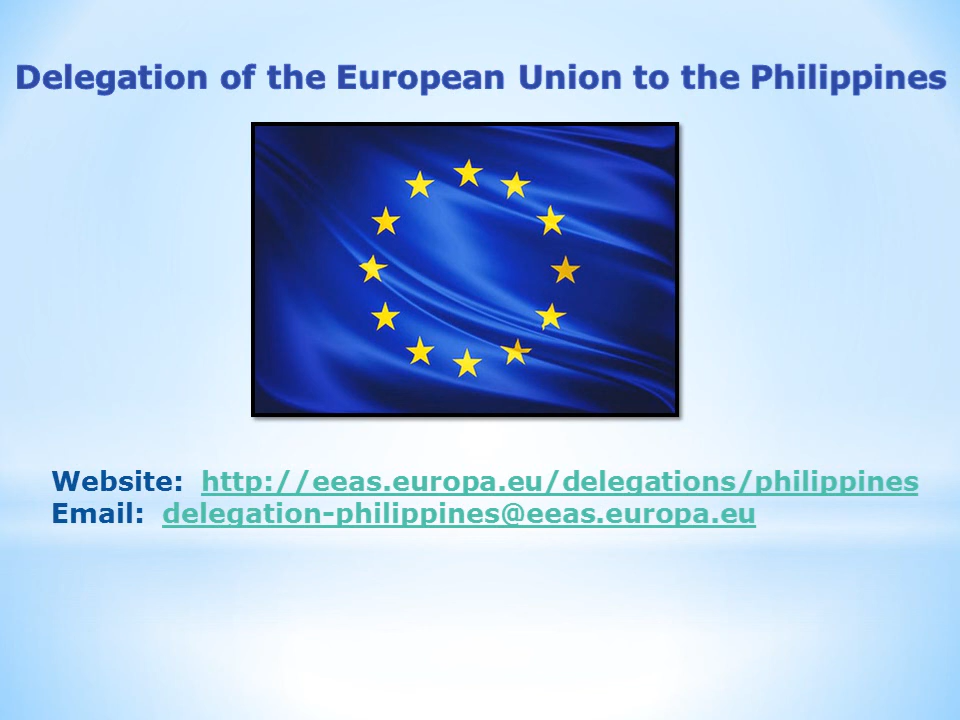 Delegation of the European Union to the Philippines
Website: http://eeas.europa.eu/delegations/philippines
Email: delegation-philippines@eeas.europa.eu